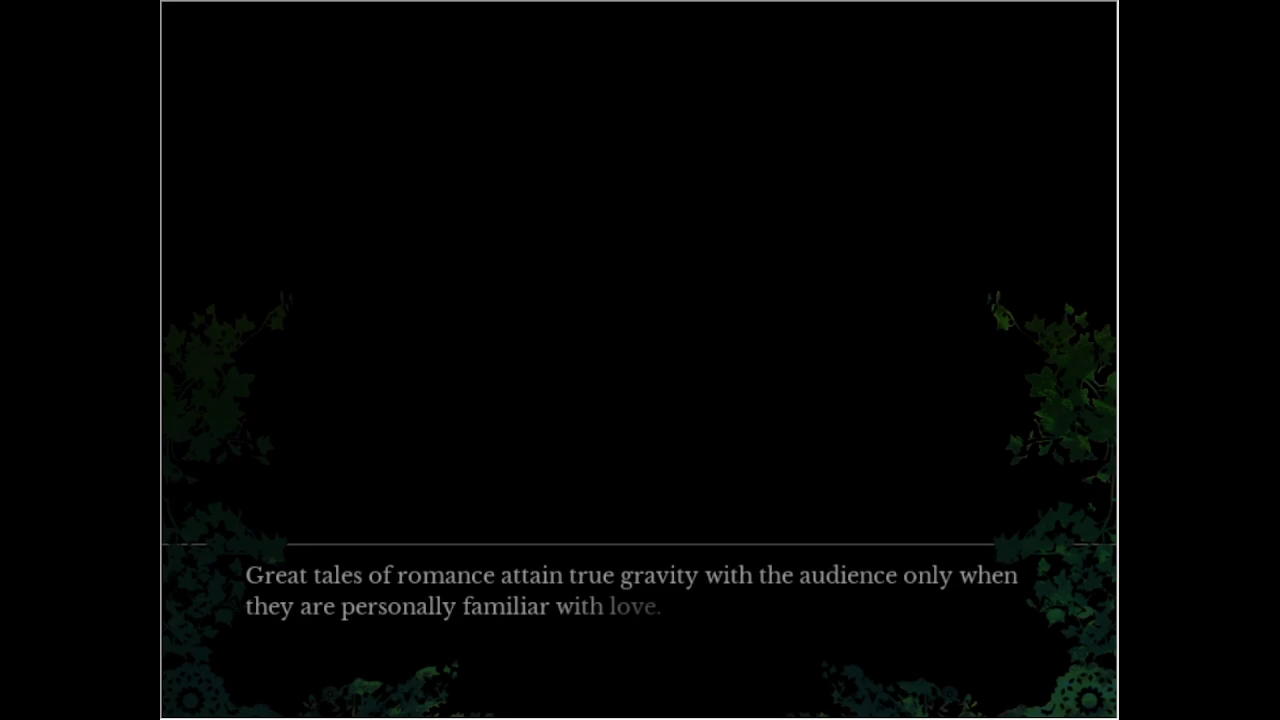 Great tales of romance attain true gravity with the audience only when
they are personally familiar with love.